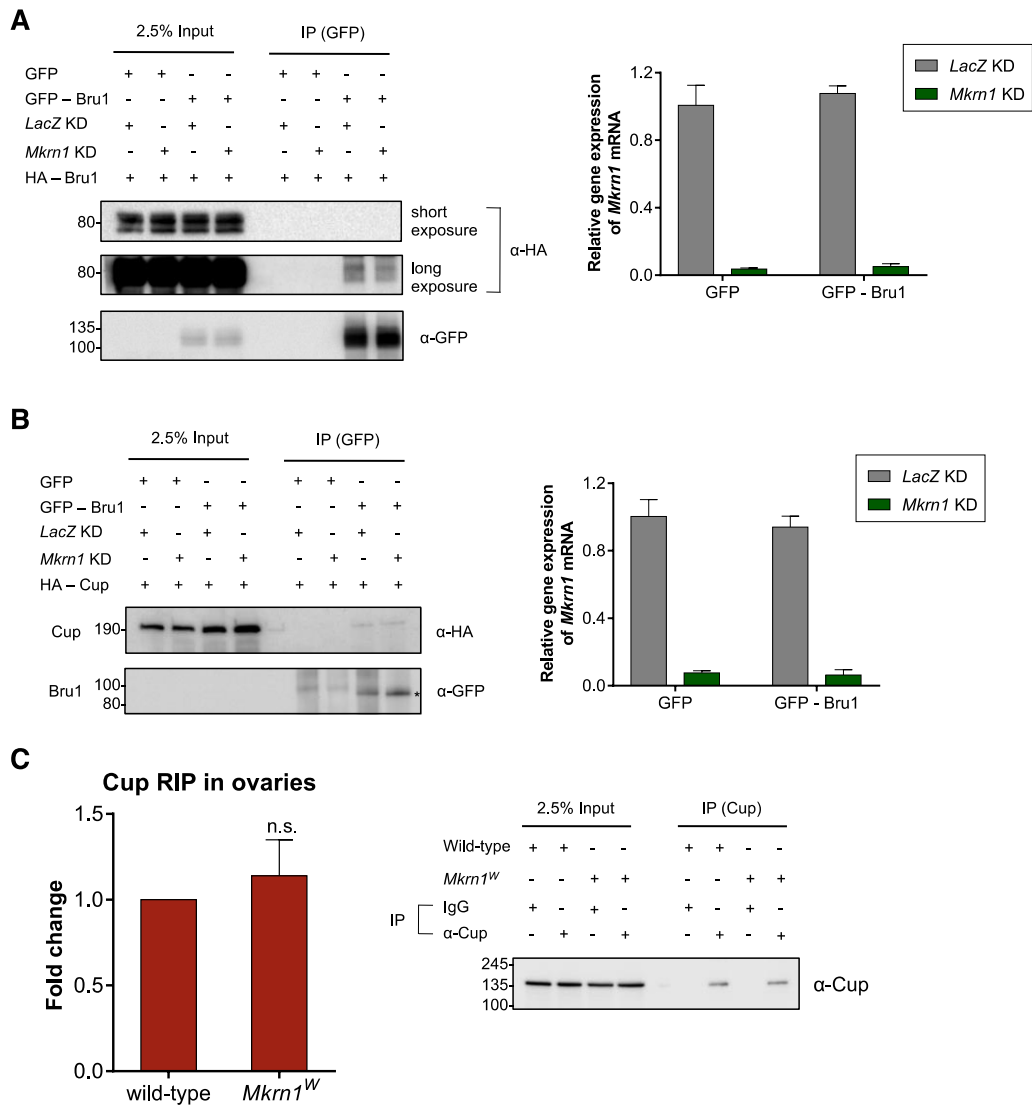 A
2.5% Input IP (GFP)
GFP + + - - + + - -
GFP – Bru1 - - + + - - + +
LacZ KD + - + - + - + -
Mkrn1 KD - + - + - + - +
HA – Bru1 + + + + + + + +
80 short exposure
80 long exposure
α-HA
135
100
α-GFP
Relative gene expression of Mkrn1 mRNA
1.2
0.8
0.4
0.0
GFP GFP - Bru1
LacZ KD
Mkrn1 KD
B
2.5% Input IP (GFP)
GFP + + - - + + - -
GFP – Bru1 - - + + - - + +
LacZ KD + - + - + - + -
Mkrn1 KD - + - + - + - +
HA – Cup + + + + + + + +
Cup 190 α-HA
Bru1 100
80
* α-GFP
Relative gene expression of Mkrn1 mRNA
1.2
0.9
0.6
0.3
0.0
GFP GFP - Bru1
LacZ KD
Mkrn1 KD
C
Cup RIP in ovaries
Fold change
1.5
1.0
0.5
0.0
n.s.
wild-type Mkrn1ᵂ
2.5% Input IP (Cup)
Wild-type + + - - + + - -
Mkrn1ᵂ - - + + - - + +
IP
IgG + - + - + - + -
α-Cup - + - + - + - +
245
135
100
α-Cup